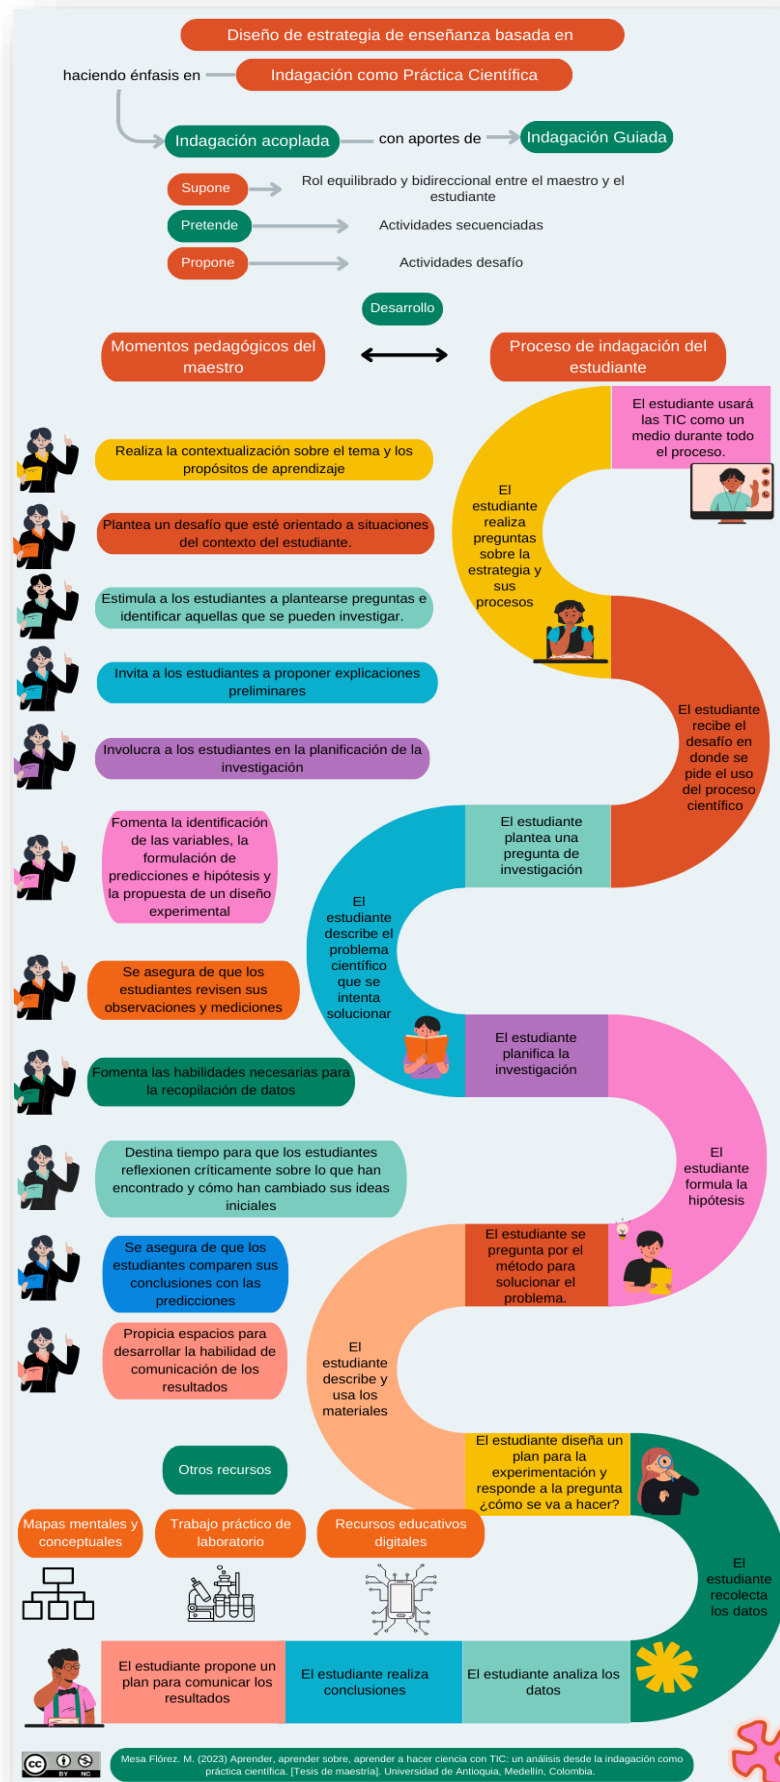 Diseño de estrategia de enseñanza basada en
haciendo énfasis en
Indagación como Práctica Científica
Indagación acoplada
con aportes de
Indagación Guiada
Supone
Rol equilibrado y bidireccional entre el maestro y el
estudiante
Pretende
Actividades secuenciadas
Propone
Actividades desafío
Desarrollo
Momentos pedagógicos del
maestro
Proceso de indagación del
estudiante
Realiza la contextualización sobre el tema y los
propósitos de aprendizaje
Plantea un desafío que esté orientado a situaciones
del contexto del estudiante.
Estimula a los estudiantes a plantearse preguntas e
identificar aquellas que se pueden investigar.
Invita a los estudiantes a proponer explicaciones
preliminares
Involucra a los estudiantes en la planificación de la
investigación
Fomenta la identificación
de las variables, la
formulación de
predicciones e hipótesis y
la propuesta de un diseño
experimental
Se asegura de que los
estudiantes revisen sus
observaciones y mediciones
Fomenta las habilidades necesarias para
la recopilación de datos
Destina tiempo para que los estudiantes
reflexionen críticamente sobre lo que han
encontrado y cómo han cambiado sus ideas
iniciales
Se asegura de que los
estudiantes comparen sus
conclusiones con las
predicciones
Propicia espacios para
desarrollar la habilidad de
comunicación de los
resultados
El estudiante usará
las TIC como un
medio durante todo
el proceso.
El
estudiante
realiza
preguntas
sobre la
estrategia y
sus
procesos
El estudiante
recibe el
desafío en
donde se
pide el uso
del proceso
científico
El estudiante
plantea una
pregunta de
investigación
El
estudiante
describe el
problema
científico
que se
intenta
solucionar
El estudiante
planifica la
investigación
El
estudiante
formula la
hipótesis
El estudiante se
pregunta por el
método para
solucionar el
problema.
El
estudiante
describe y
usa los
materiales
El estudiante diseña un
plan para la
experimentación y
responde a la pregunta
¿cómo se va a hacer?
El
estudiante
recolecta
los datos
El estudiante analiza los
datos
El estudiante realiza
conclusiones
El estudiante propone un
plan para comunicar los
resultados
Otros recursos
Mapas mentales y
conceptuales
Trabajo práctico de
laboratorio
Recursos educativos
digitales
cc
BY NC
Mesa Flórez. M. (2023) Aprender, aprender sobre, aprender a hacer ciencia con TIC: un análisis desde la indagación como
práctica científica. [Tesis de maestría]. Universidad de Antioquia, Medellín, Colombia.